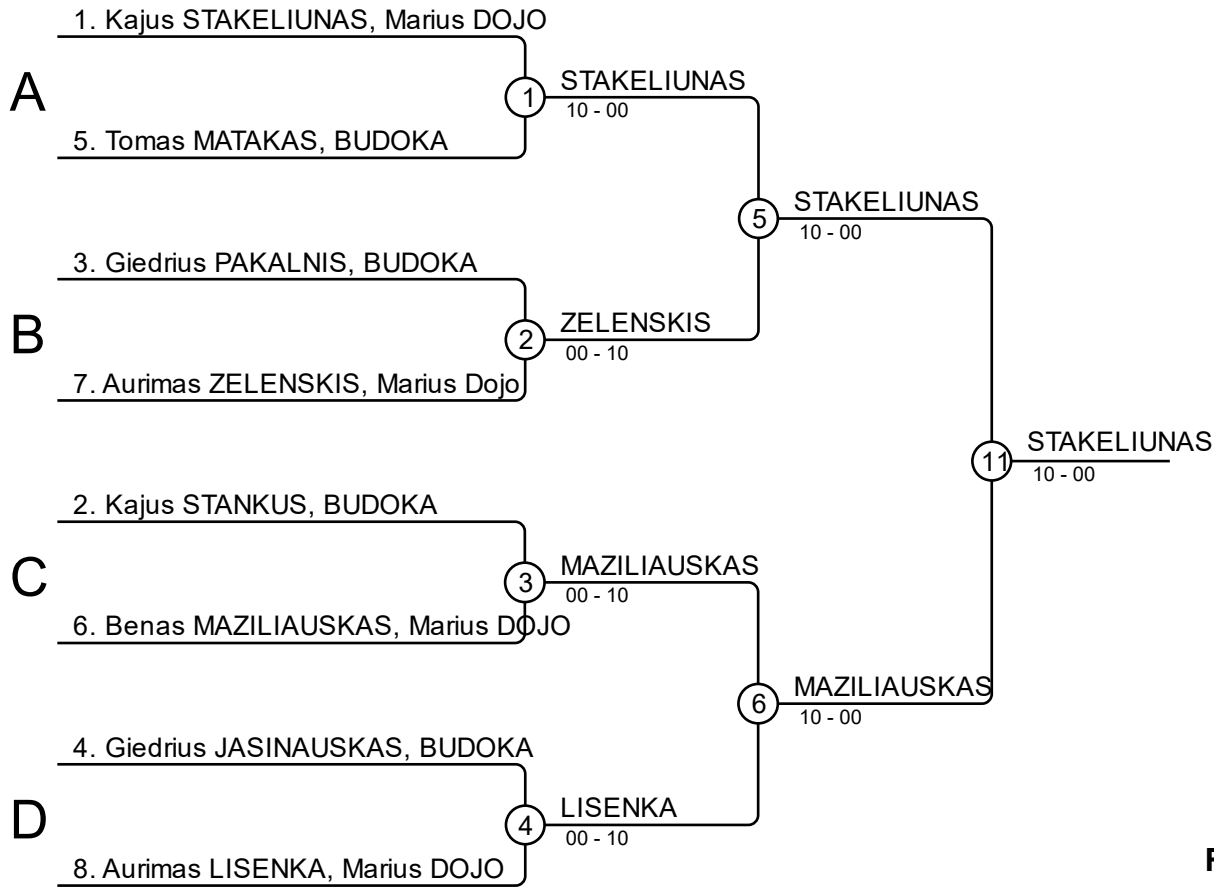 1. Kajus STAKELIUNAS, Marius DOJO
A
1
STAKELIUNAS
10 - 00
5. Tomas MATAKAS, BUDOKA
5
STAKELIUNAS
10 - 00
3. Giedrius PAKALNIS, BUDOKA
B
2
ZELENSKIS
00 - 10
7. Aurimas ZELENSKIS, Marius Dojo
11
STAKELIUNAS
10 - 00
2. Kajus STANKUS, BUDOKA
C
3
MAZILIAUSKAS
00 - 10
6. Benas MAZILIAUSKAS, Marius DOJO
6
MAZILIAUSKAS
10 - 00
4. Giedrius JASINAUSKAS, BUDOKA
D
4
LISENKA
00 - 10
8. Aurimas LISENKA, Marius DOJO